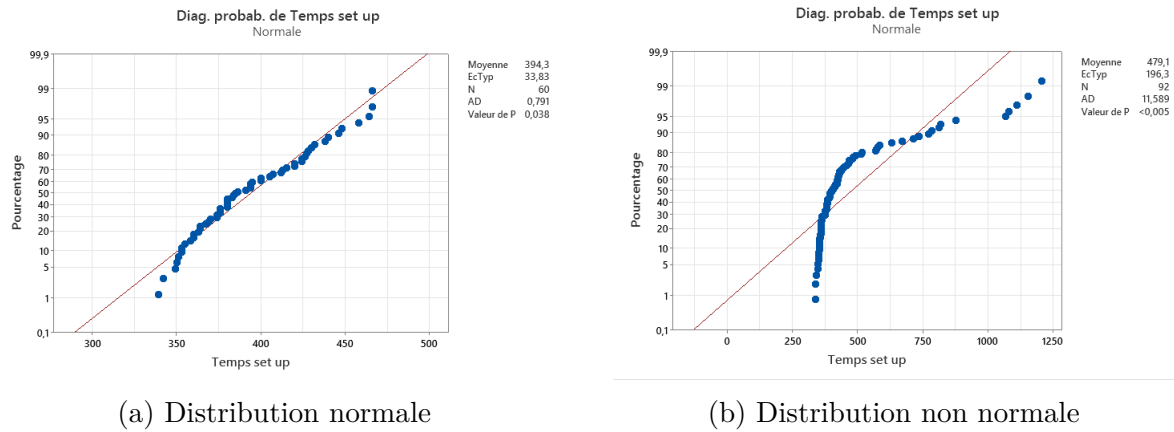 Diag. probab. de Temps set up
Normale
99,9
99
95
90
80
70
60
50
40
30
20
10
5
1
0,1
Pourcentage
300
350
400
450
500
Temps set up
Moyenne 394,3
EcTyp 33,83
N 60
AD 0,791
Valeur de P 0,038
(a) Distribution normale
Diag. probab. de Temps set up
Normale
99,9
99
95
90
80
70
60
50
40
30
20
10
5
1
0,1
Pourcentage
0
250
500
750
1000
1250
Temps set up
Moyenne 479,1
EcTyp 196,3
N 92
AD 11,589
Valeur de P <0,005
(b) Distribution non normale